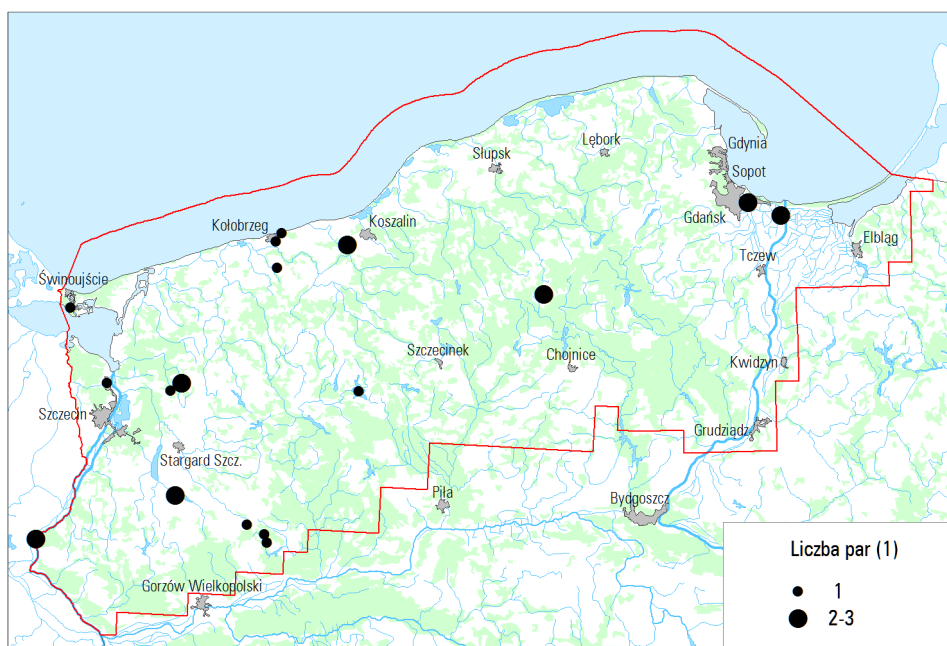 Lębork
Słupsk
Gdynia
Sopot
Gdańsk
Kołobrzeg
Koszalin
Elbląg
Tczew
Świnoujście
Szczecinek
Chojnice
Kwidzyn
Szczecin
Grudziadz
Stargard Szcz.
Piła
Bydgoszcz
Gorzów Wielkopolski
Liczba par (1)
1
2-3